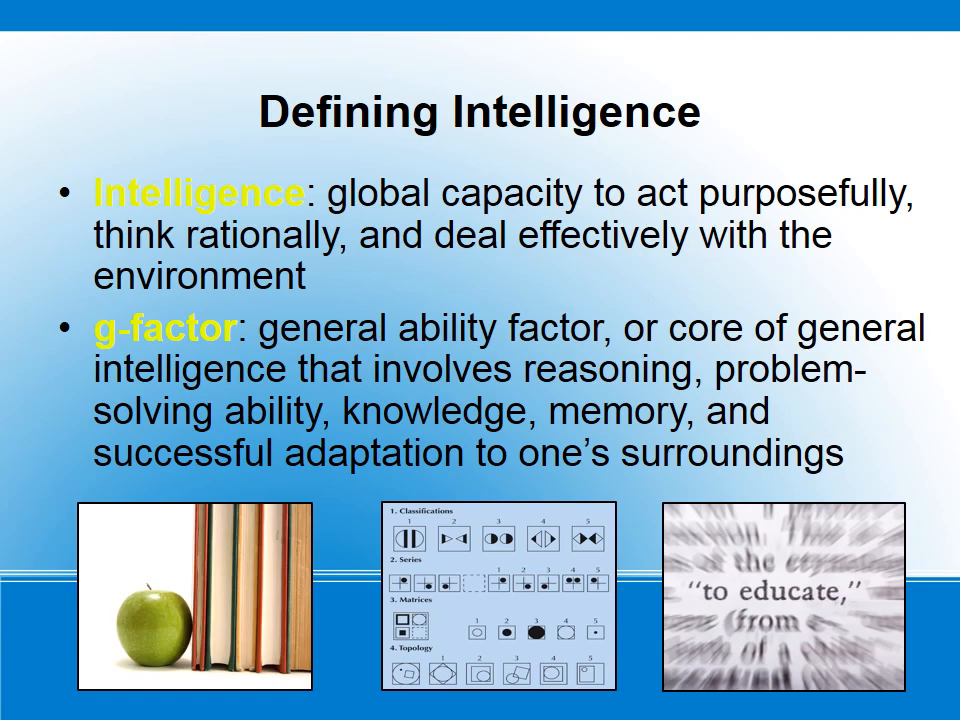 Defining Intelligence
• Intelligence: global capacity to act purposefully,
think rationally, and deal effectively with the
environment
• g-factor: general ability factor, or core of general
intelligence that involves reasoning, problem-
solving ability, knowledge, memory, and
successful adaptation to one’s surroundings
1. Classifications
1 2 3 4 5
2. Series
1 2 3 4 5
3. Matrices
1 2 3 4 5
4. Topology
1 2 3 4 5
of the
“to educate,”
(from